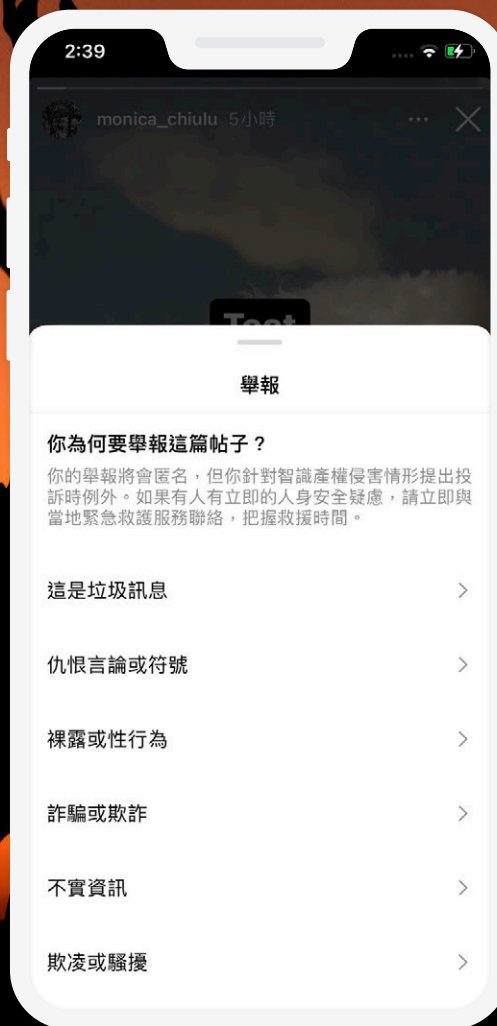 2:39
monica_chiulu 5小時
Test
舉報
你為何要舉報這篇帖子？
你的舉報將會匿名，但你針對智識產權侵害情形提出投
訴時例外。如果有人有立即的人身安全疑慮，請立即與
當地緊急救護服務聯絡，把握救援時間。
這是垃圾訊息
仇恨言論或符號
裸露或性行為
詐騙或欺詐
不實資訊
欺凌或騷擾